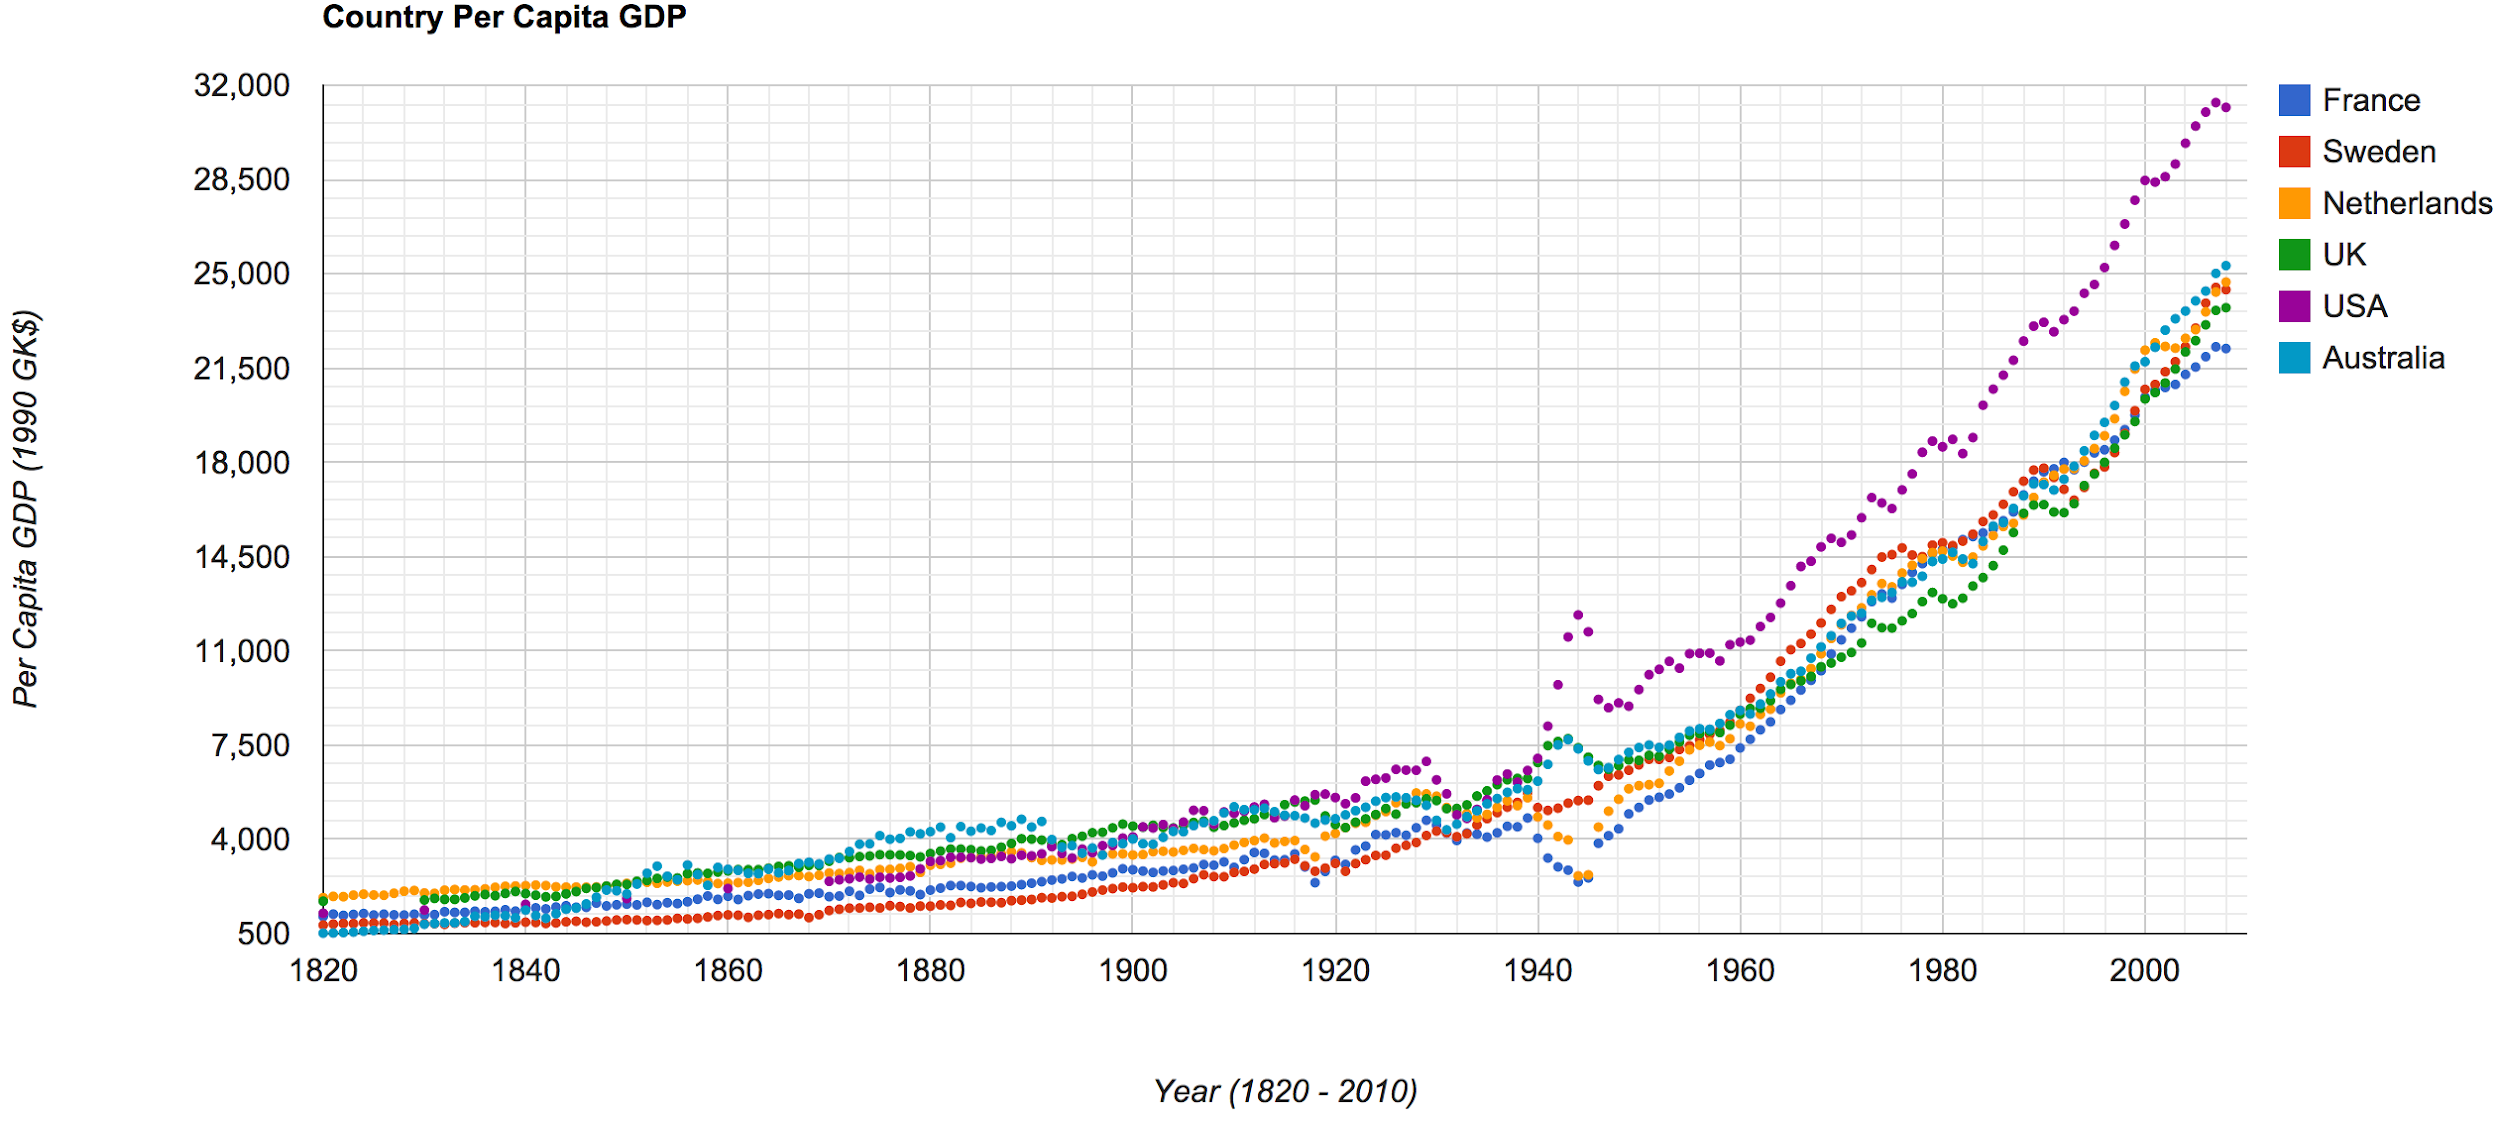 Country Per Capita GDP
32,000
28,500
25,000
21,500
18,000
14,500
11,000
7,500
4,000
500
Per Capita GDP (1990 GK$)
1820 1840 1860 1880 1900 1920 1940 1960 1980 2000
Year (1820 - 2010)
France
Sweden
Netherlands
UK
USA
Australia